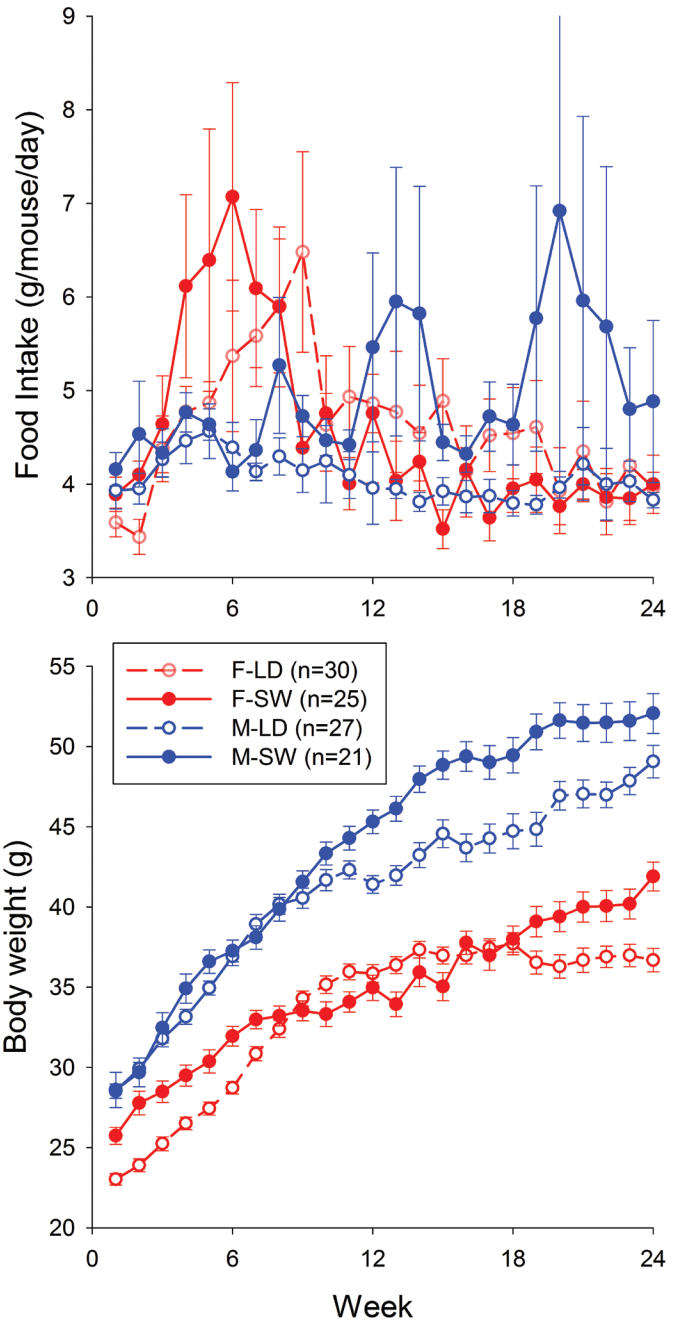 9
8
7
6
5
4
3
Food Intake (g/mouse/day)
0 6 12 18 24
F-LD (n=30)
F-SW (n=25)
M-LD (n=27)
M-SW (n=21)
55
50
45
40
35
30
25
20
Body weight (g)
0 6 12 18 24
Week